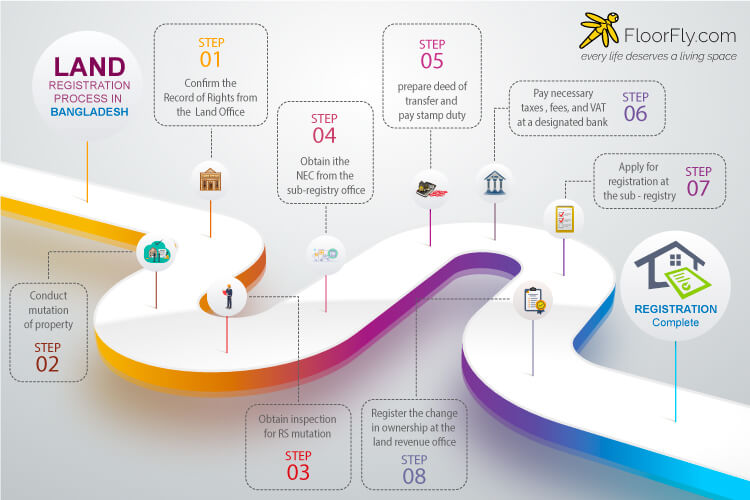 LAND
REGISTRATION
PROCESS IN
BANGLADESH
FloorFly.com
every life deserves a living space
STEP
01
Confirm the
Record of Rights from
the Land Office
Conduct
mutation
of property
STEP
02
Obtain inspection
for RS mutation
STEP
03
STEP
04
Obtain ithe
NEC from the
sub-registry office
STEP
05
prepare deed of
transfer and
pay stamp duty
Pay necessary
taxes , fees, and VAT
at a designated bank
STEP
06
Apply for
registration at
the sub - registry
STEP
07
Register the change
in ownership at the
land revenue office
STEP
08
REGISTRATION
Complete